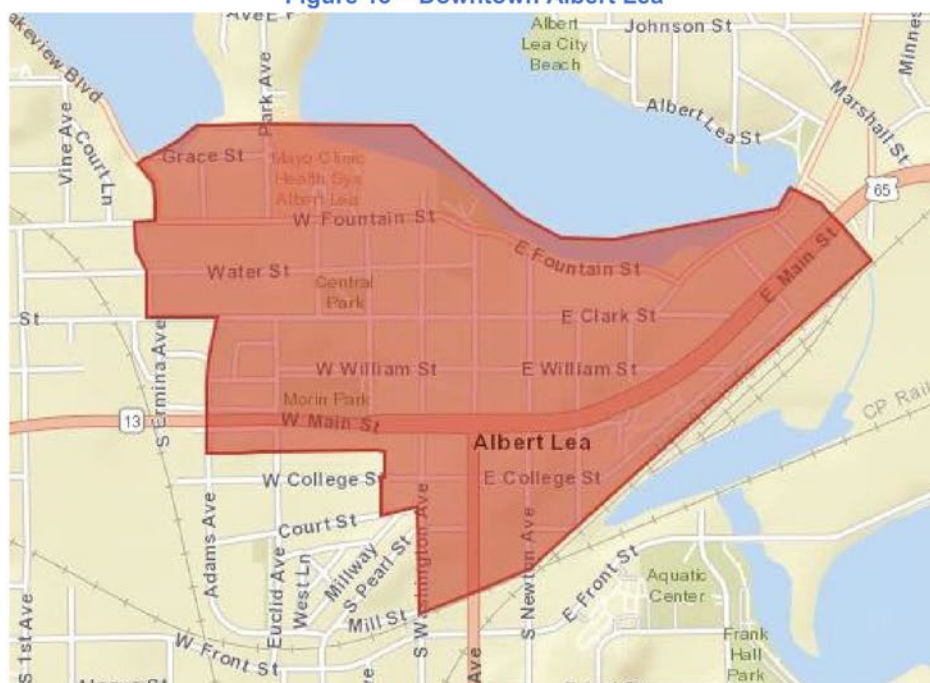 Downtown Albert Lea
Johnson St
Albert
Lea City
Beach
Lakeview Blvd
Park Ave
Minnes
Marshall St
Albert Lea St
Vine Ave
Court Ln
Grace St
Mayo Clinic
Health Sys
Albert Lea
65
W Fountain St
E Fountain St
E Main St
Water St
Central
Park
St
E Clark St
S Ermina Ave
W William St
E William St
Morin Park
CP Rail
13
W Main St
Albert Lea
W College St
E College St
Court St
Adams Ave
Euclid Ave
West Ln
Millway
S Pearl St
S Washington Ave
S Newton Ave
E Front St
Aquatic
Center
Mill St
S 1st Ave
W Front St
Ave
Frank
Hall
Park